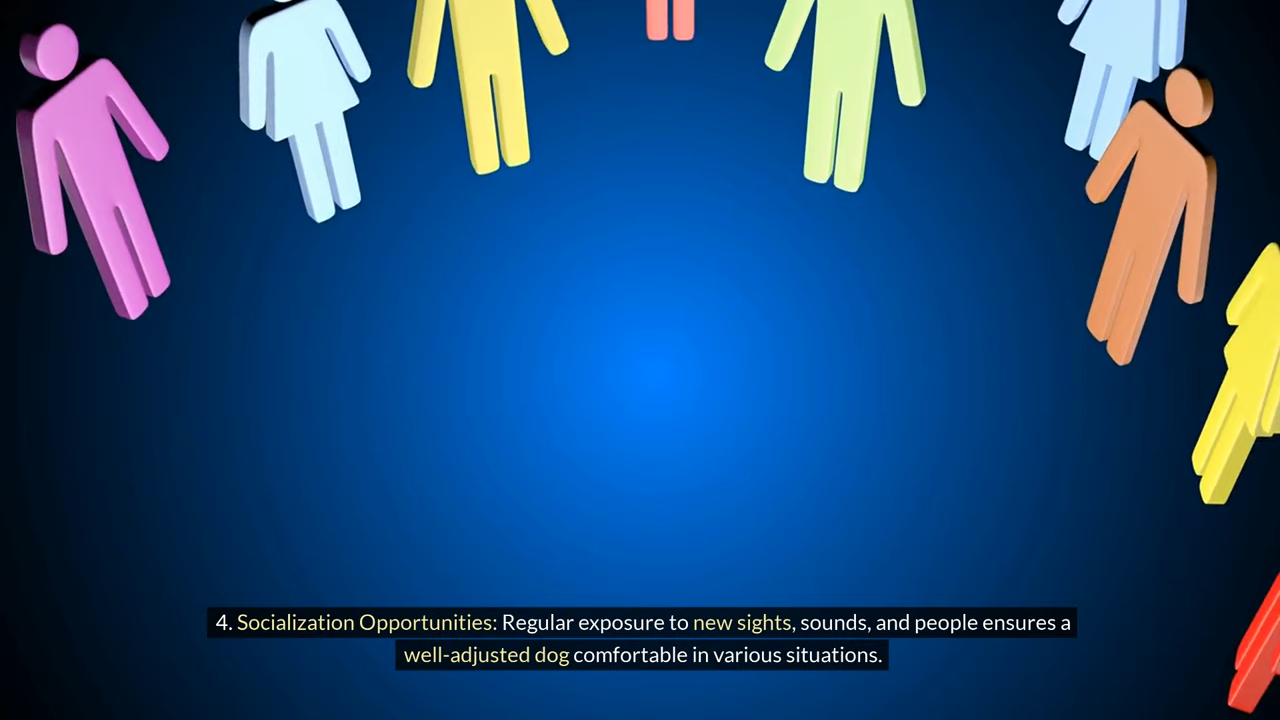 4. Socialization Opportunities: Regular exposure to new sights, sounds, and people ensures a
well-adjusted dog comfortable in various situations.